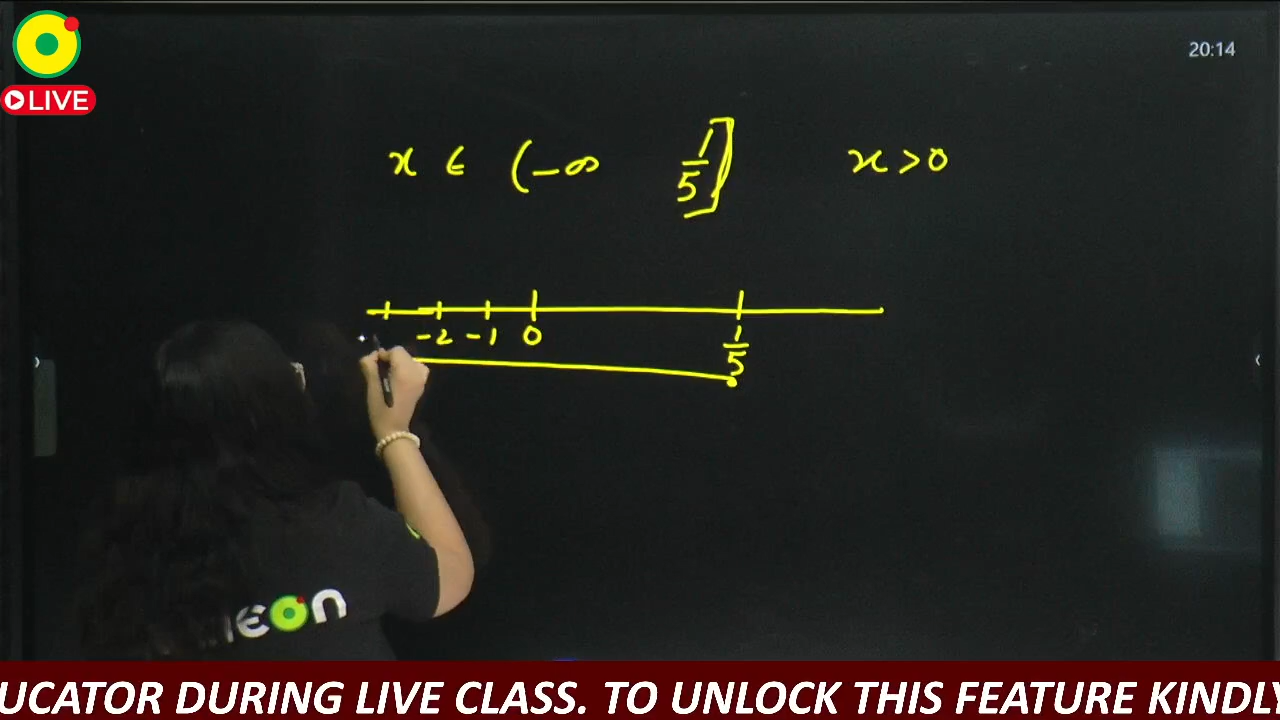 20:14
LIVE
x ∈ (-∞ 1/5] x>0
-2 -1 0 1/5
eon
UCATOR DURING LIVE CLASS. TO UNLOCK THIS FEATURE KINDLY